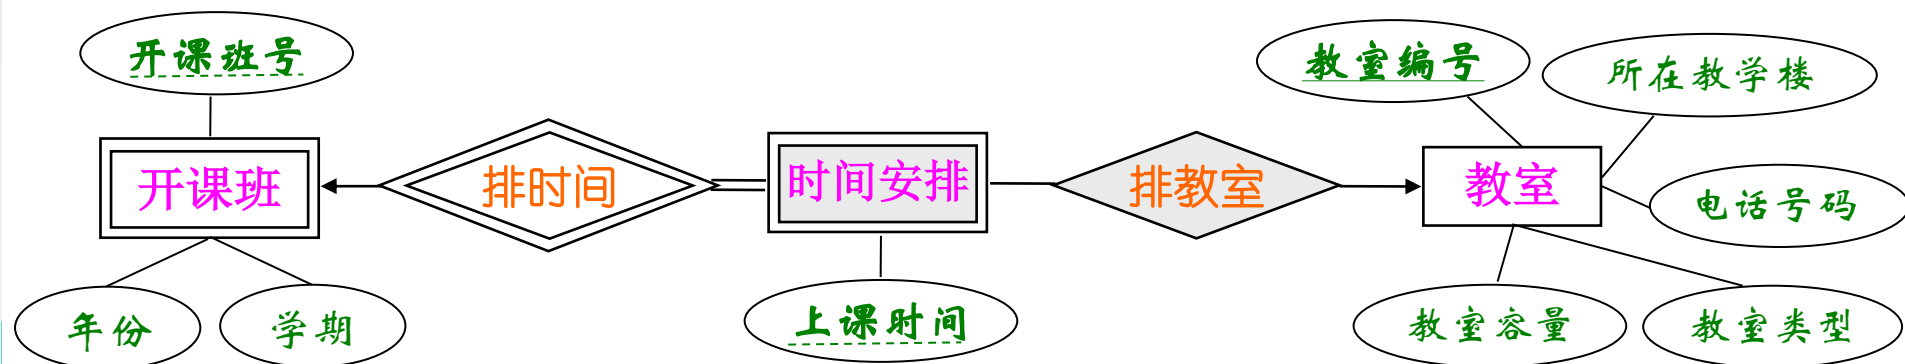 开课班号
教室编号
所在教学楼
开课班
排时间
时间安排
排教室
教室
电话号码
年份
学期
上课时间
教室容量
教室类型